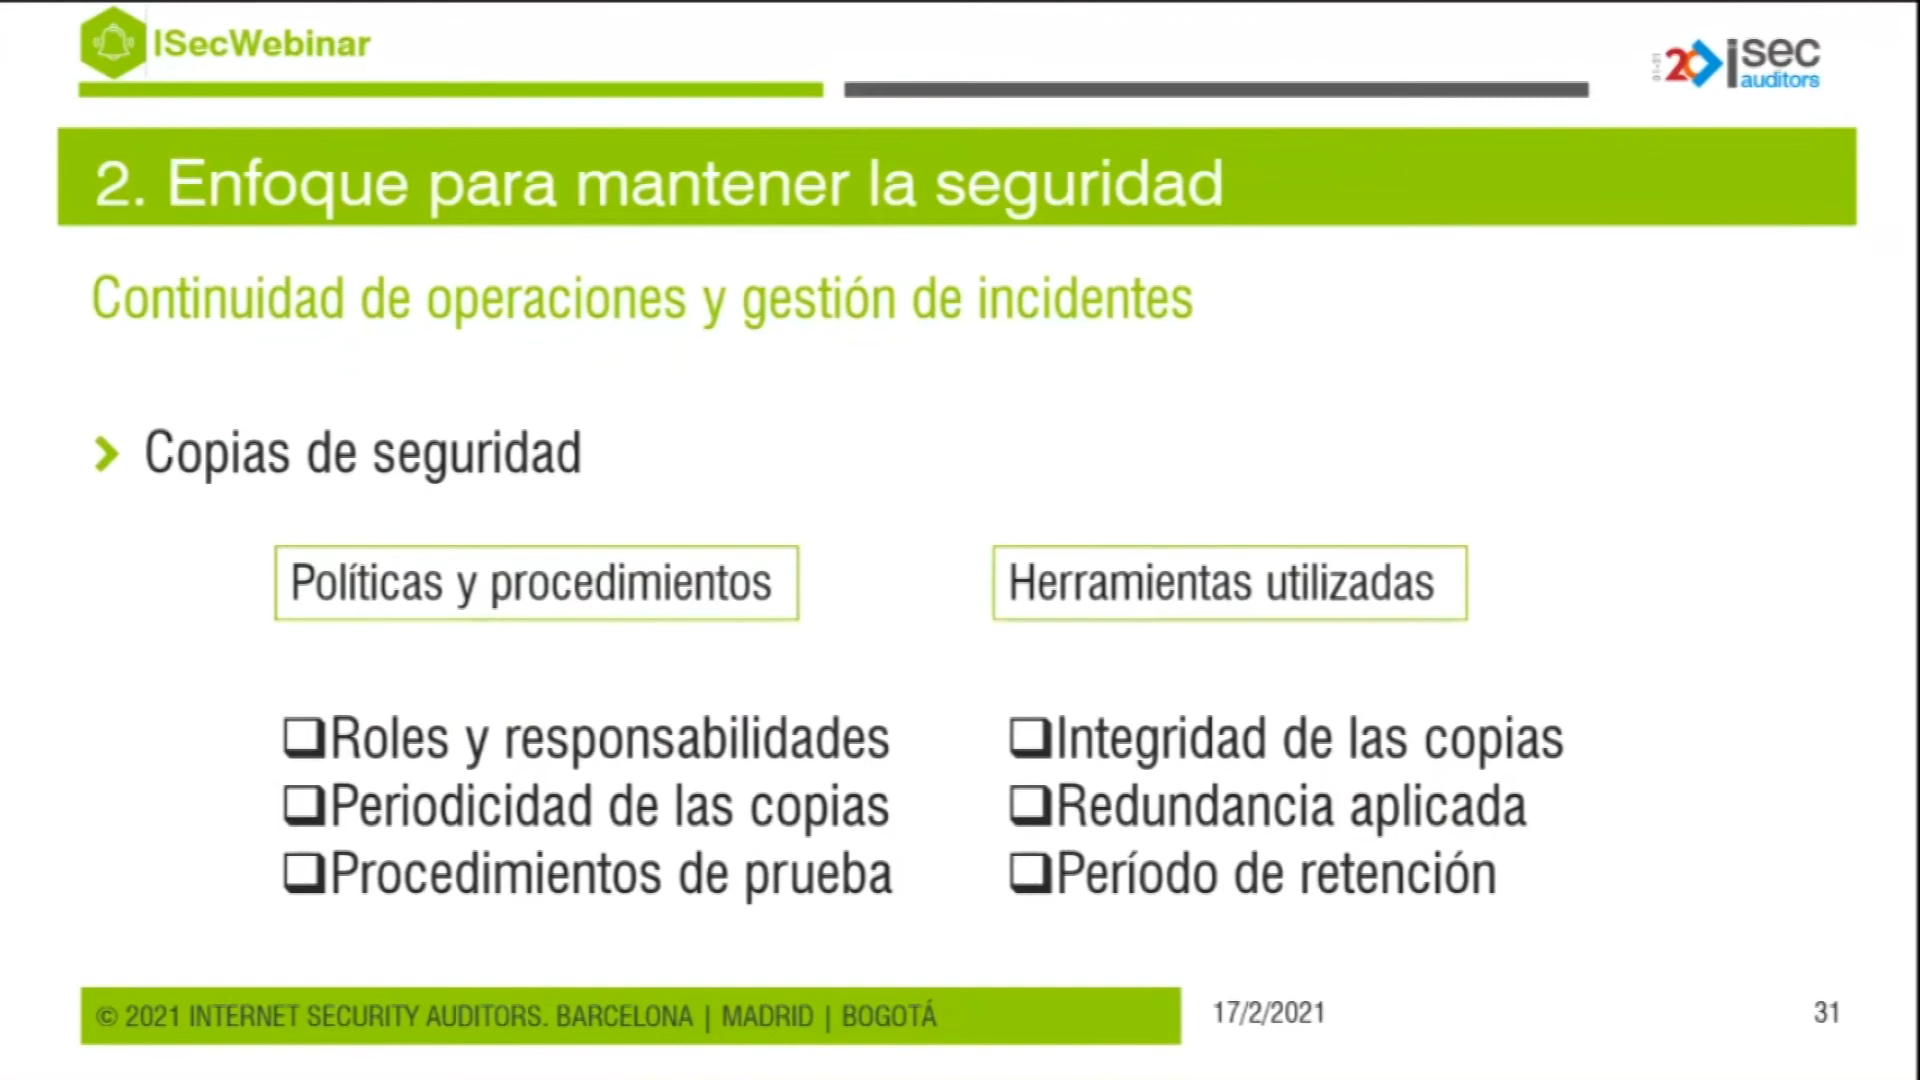 ISecWebinar
01-21
20
isec
auditors
2. Enfoque para mantener la seguridad
Continuidad de operaciones y gestión de incidentes
Copias de seguridad
Políticas y procedimientos
Herramientas utilizadas
Roles y responsabilidades
Periodicidad de las copias
Procedimientos de prueba
Integridad de las copias
Redundancia aplicada
Período de retención
© 2021 INTERNET SECURITY AUDITORS. BARCELONA | MADRID | BOGOTÁ
17/2/2021
31